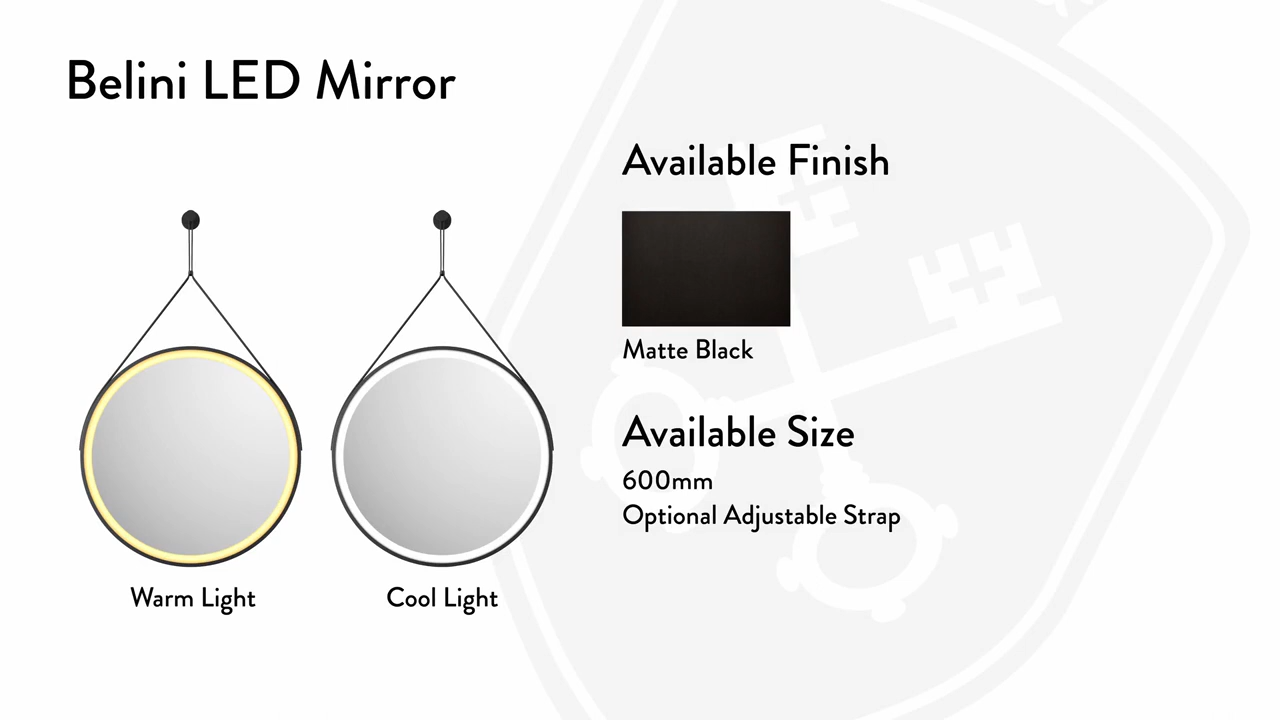 Belini LED Mirror
Warm Light
Cool Light
Available Finish
Matte Black
Available Size
600mm
Optional Adjustable Strap